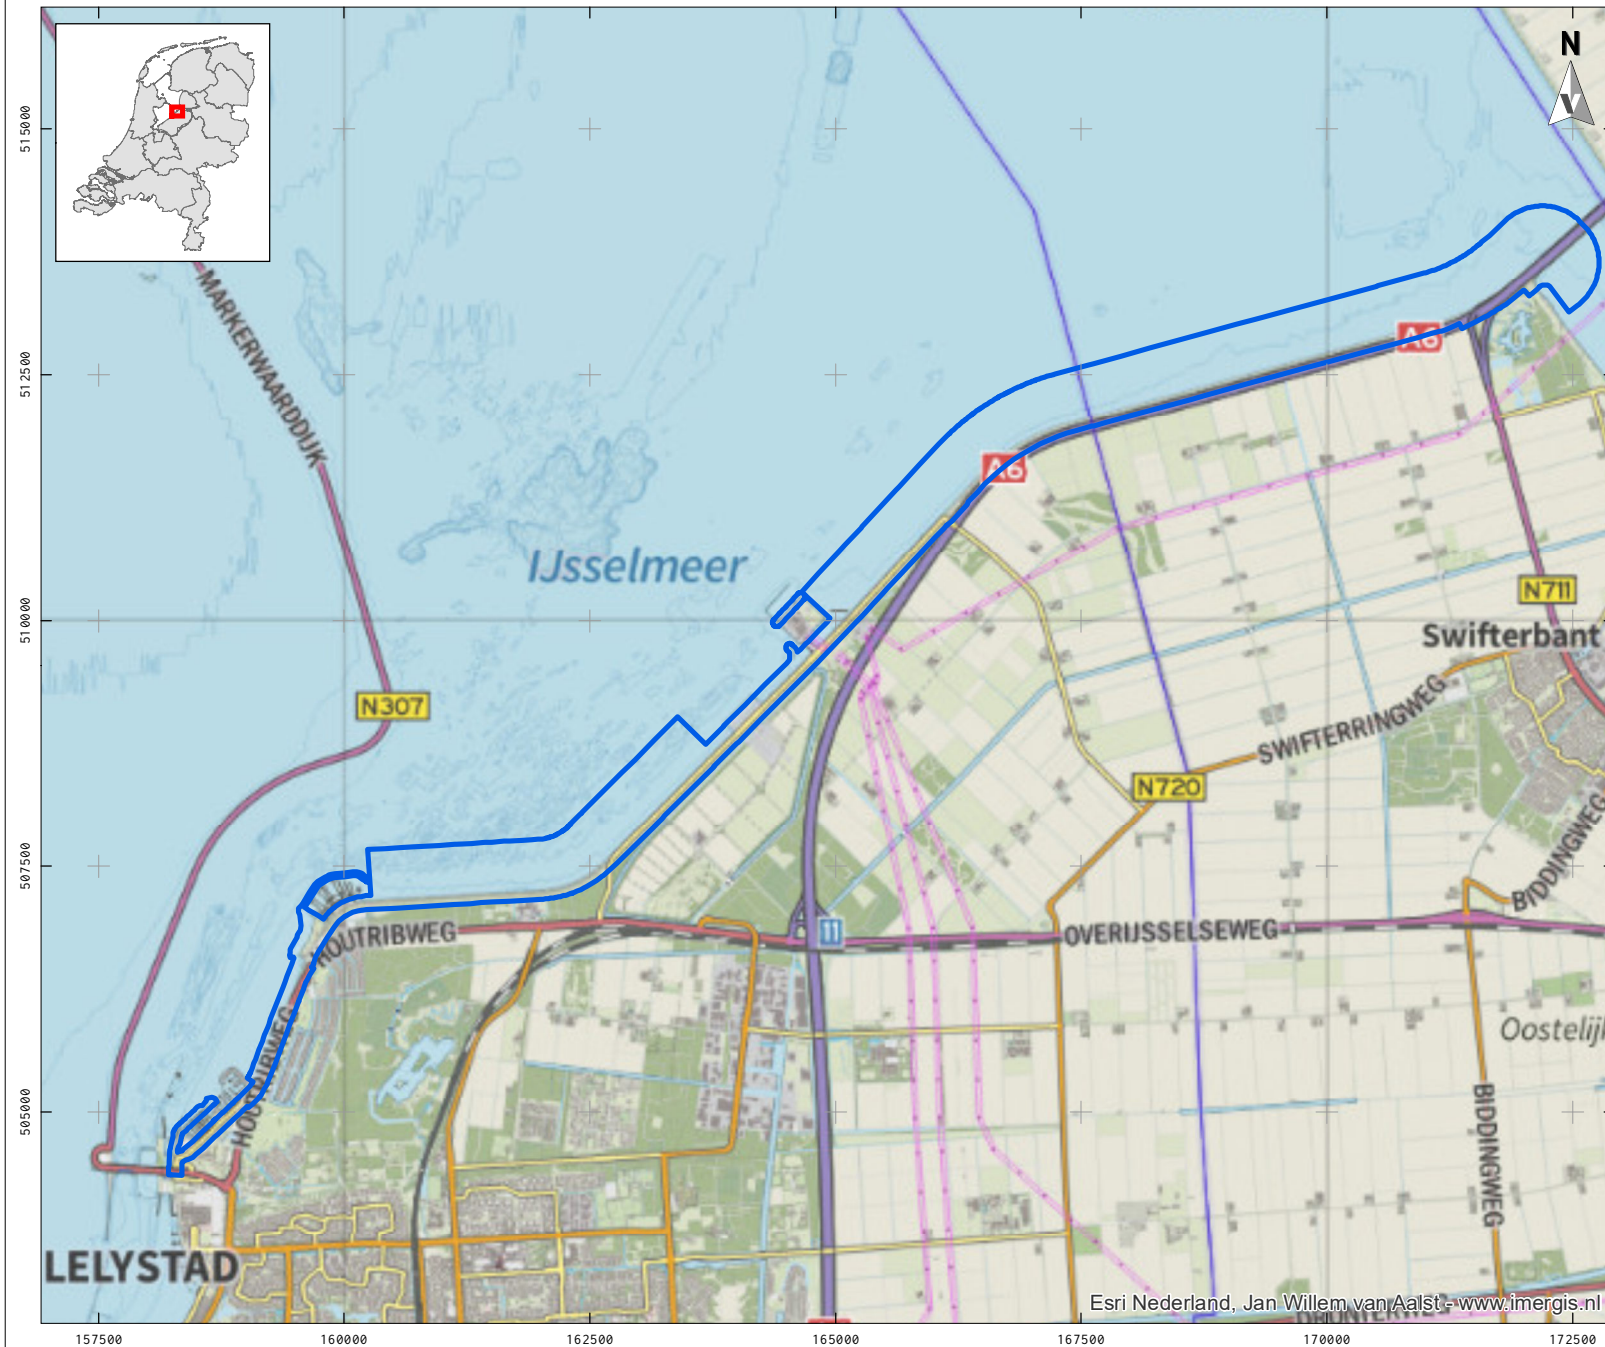 N
515000
MARKERWAARDDIJK
A6
512500
A6
IJsselmeer
N711
510000
Swifterbant
N307
SWIFTERRINGWEG
N720
507500
BIDDINGWEG
HOUTRIBWEG
11
OVERIJSSELSEWEG
HOUTRIBWEG
Oostelijk
505000
BIDDINGWEG
LELYSTAD
Esri Nederland, Jan Willem van Aalst - www.imergis.nl
157500 160000 162500 165000 167500 170000 172500